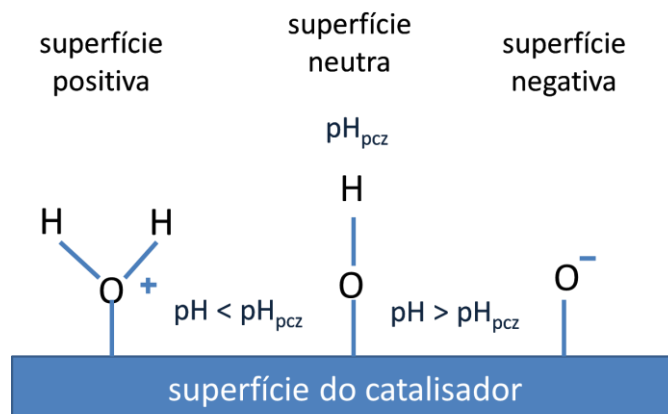 superfície
positiva
superfície
neutra
superfície
negativa
pHpcz
H
H
H
O +
O
O −
pH < pHpcz
pH > pHpcz
superfície do catalisador